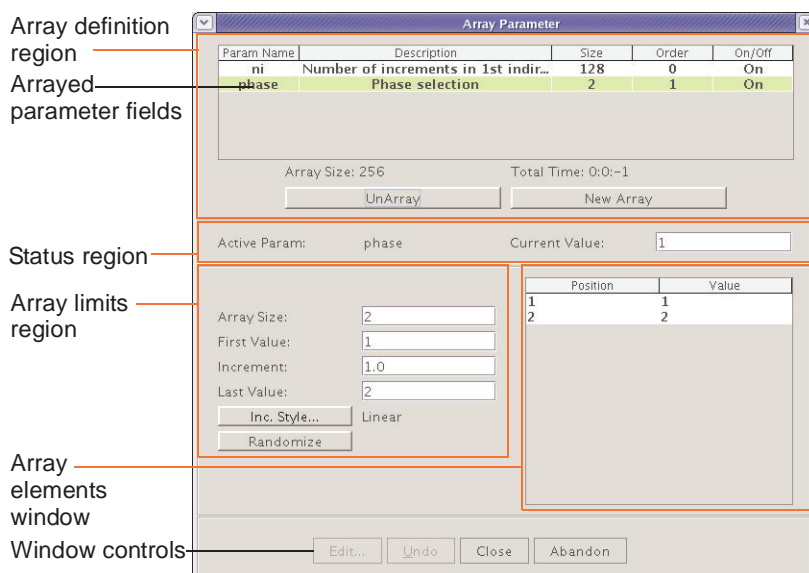 Array Parameter
Array definition
region
Arrayed
parameter fields
Param Name Description Size Order On/Off
ni Number of increments in 1st indir... 128 0 On
phase Phase selection 2 1 On
Array Size: 256 Total Time: 0:0:-1
UnArray New Array
Status region
Active Param: phase Current Value: 1
Array limits
region
Array Size: 2
First Value: 1
Increment: 1.0
Last Value: 2
Inc. Style... Linear
Randomize
Position Value
1 1
2 2
Array
elements
window
Window controls
Edit... Undo Close Abandon